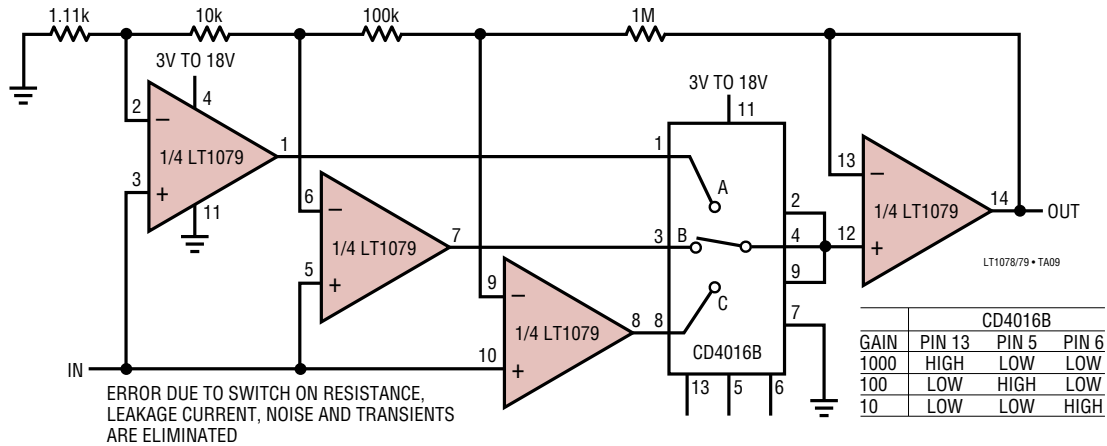 1.11k 10k 100k 1M
3V TO 18V
4
2
1/4 LT1079
1
3
11
3V TO 18V
11
1
A
6
1/4 LT1079
7
5
3
B
2
4
9
13
1/4 LT1079
14
OUT
12
LT1078/79 • TA09
9
1/4 LT1079
8
8
10
C
7
CD4016B
13 5 6
IN
ERROR DUE TO SWITCH ON RESISTANCE,
LEAKAGE CURRENT, NOISE AND TRANSIENTS
ARE ELIMINATED
CD4016B
GAIN PIN 13 PIN 5 PIN 6
1000 HIGH LOW LOW
100 LOW HIGH LOW
10 LOW LOW HIGH